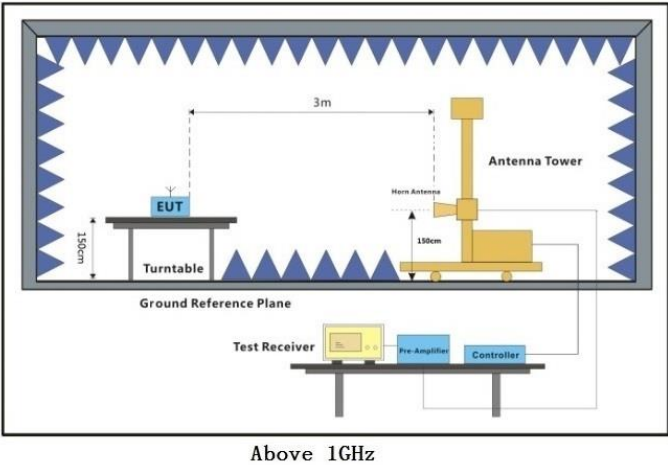 3m
Antenna Tower
Horn Antenna
EUT
150cm
150cm
Turntable
Ground Reference Plane
Test Receiver
Pre-Amplifier
Controller
Above 1GHz